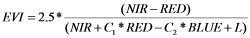 EVI = 2.5* (NIR − RED) / (NIR + C₁ * RED − C₂ * BLUE + L)